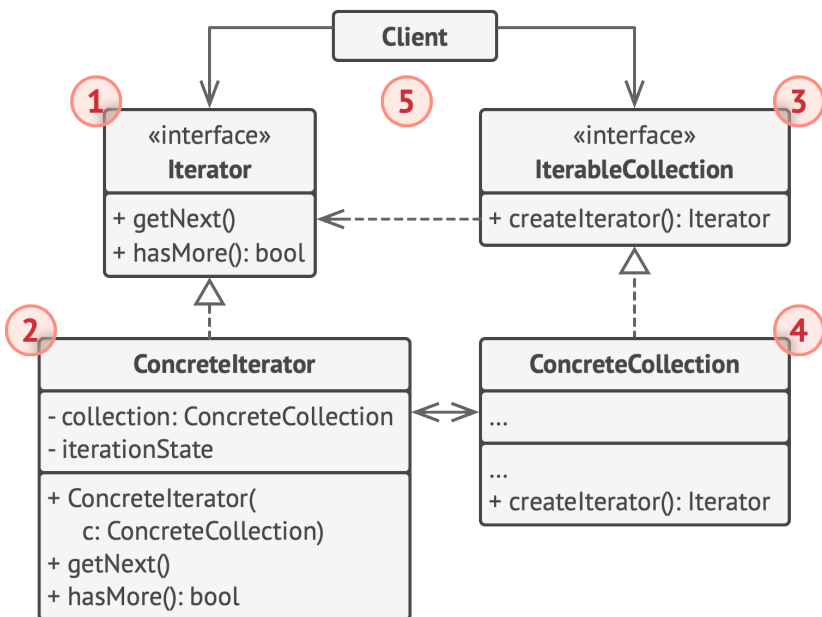 Client
1
5
3
«interface»
Iterator
+ getNext()
+ hasMore(): bool
«interface»
IterableCollection
+ createIterator(): Iterator
2
ConcreteIterator
- collection: ConcreteCollection
- iterationState
+ ConcreteIterator(
c: ConcreteCollection)
+ getNext()
+ hasMore(): bool
4
ConcreteCollection
...
...
+ createIterator(): Iterator